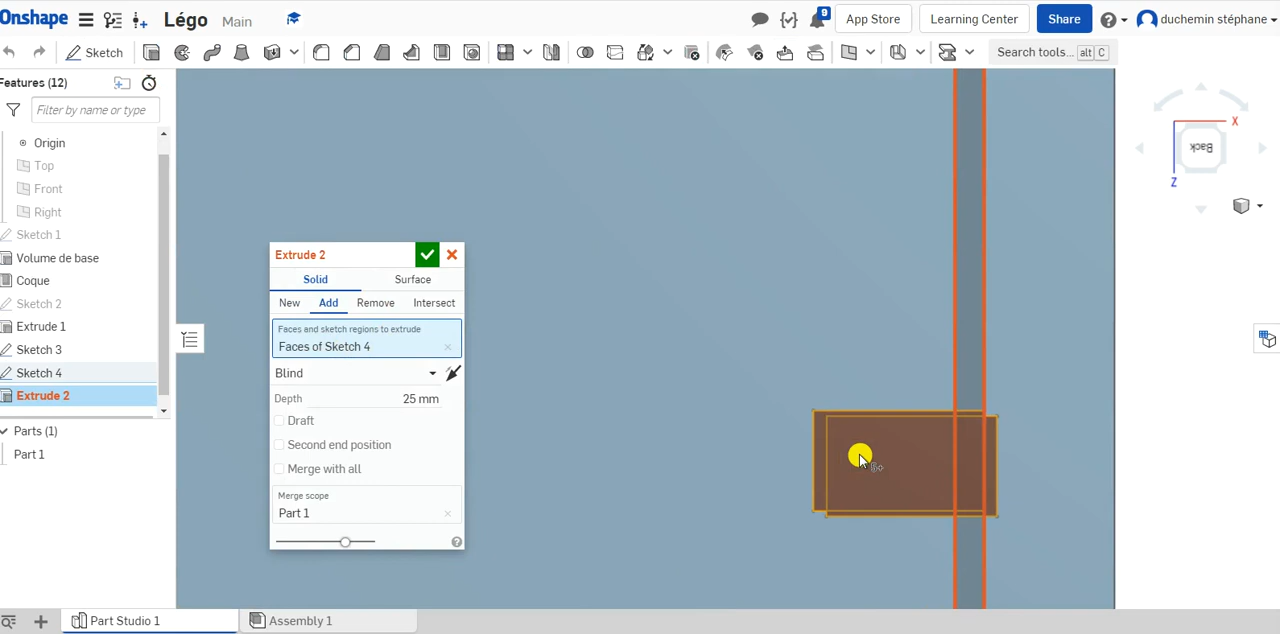 Onshape
Légo
Main
9
App Store
Learning Center
Share
duchemin stéphane
Sketch
Search tools...
alt C
Features (12)
Filter by name or type
Origin
Top
Front
Right
Sketch 1
Volume de base
Coque
Sketch 2
Extrude 1
Sketch 3
Sketch 4
Extrude 2
Parts (1)
Part 1
Extrude 2
Solid
Surface
New
Add
Remove
Intersect
Faces and sketch regions to extrude
Faces of Sketch 4
Blind
Depth
25 mm
Draft
Second end position
Merge with all
Merge scope
Part 1
X
Back
Z
Part Studio 1
Assembly 1